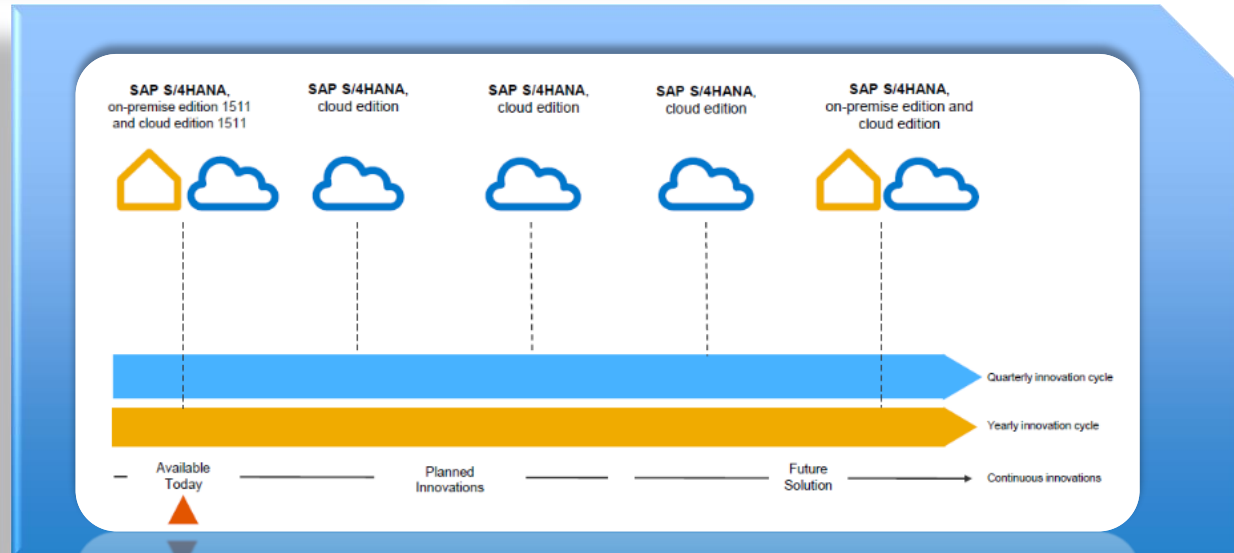 SAP S/4HANA,
on-premise edition 1511
and cloud edition 1511
SAP S/4HANA,
cloud edition
SAP S/4HANA,
cloud edition
SAP S/4HANA,
cloud edition
SAP S/4HANA,
on-premise edition and
cloud edition
Quarterly innovation cycle
Yearly innovation cycle
Available
Today
Planned
Innovations
Future
Solution
Continuous innovations